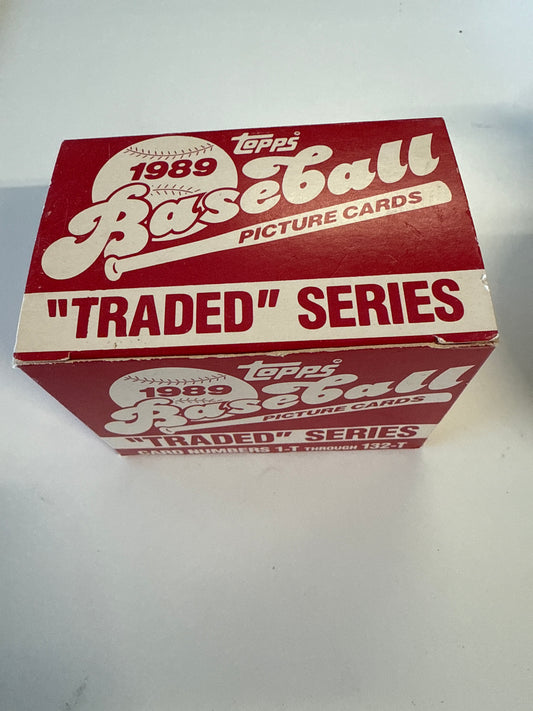 topps
1989
Baseball
PICTURE CARDS
"TRADED" SERIES
topps
1989
Baseball
PICTURE CARDS
"TRADED" SERIES
CARD NUMBERS 1-T THROUGH 132-T